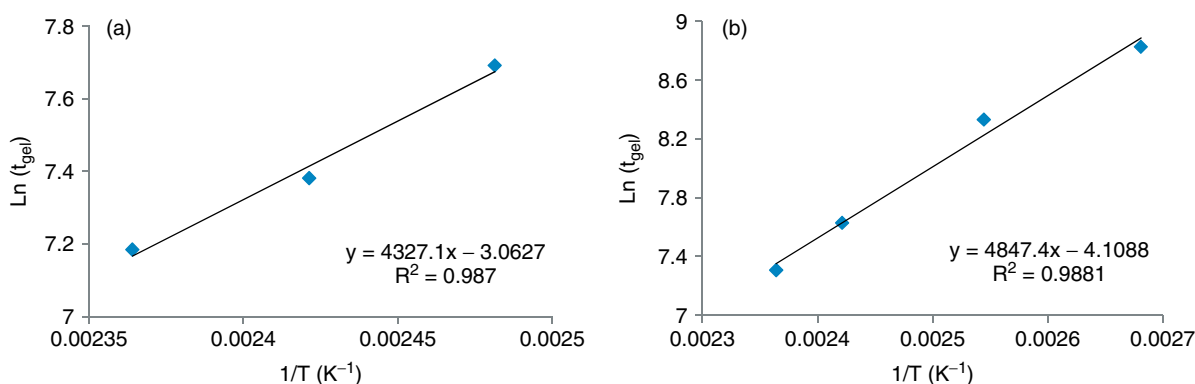 (a)
Ln (t_gel)
7.8
7.6
7.4
7.2
7
y = 4327.1x − 3.0627
R² = 0.987
0.00235
0.0024
0.00245
0.0025
1/T (K⁻¹)
(b)
Ln (t_gel)
9
8.6
8.2
7.8
7.4
7
y = 4847.4x − 4.1088
R² = 0.9881
0.0023
0.0024
0.0025
0.0026
0.0027
1/T (K⁻¹)